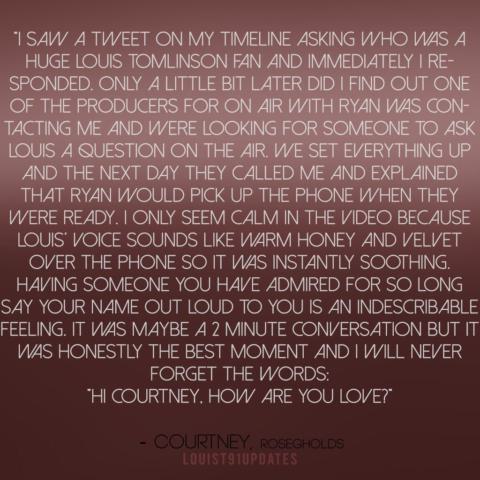 "I SAW A TWEET ON MY TIMELINE ASKING WHO WAS A
HUGE LOUIS TOMLINSON FAN AND IMMEDIATELY I RE-
SPONDED. ONLY A LITTLE BIT LATER DID I FIND OUT ONE
OF THE PRODUCERS FOR ON AIR WITH RYAN WAS CON-
TACTING ME AND WERE LOOKING FOR SOMEONE TO ASK
LOUIS A QUESTION ON THE AIR. WE SET EVERYTHING UP
AND THE NEXT DAY THEY CALLED ME AND EXPLAINED
THAT RYAN WOULD PICK UP THE PHONE WHEN THEY
WERE READY. I ONLY SEEM CALM IN THE VIDEO BECAUSE
LOUIS' VOICE SOUNDS LIKE WARM HONEY AND VELVET
OVER THE PHONE SO IT WAS INSTANTLY SOOTHING.
HAVING SOMEONE YOU HAVE ADMIRED FOR SO LONG
SAY YOUR NAME OUT LOUD TO YOU IS AN INDESCRIBABLE
FEELING. IT WAS MAYBE A 2 MINUTE CONVERSATION BUT IT
WAS HONESTLY THE BEST MOMENT AND I WILL NEVER
FORGET THE WORDS:
"HI COURTNEY, HOW ARE YOU LOVE?"
- COURTNEY, ROSEGHOLDS
LOUIST91UPDATES